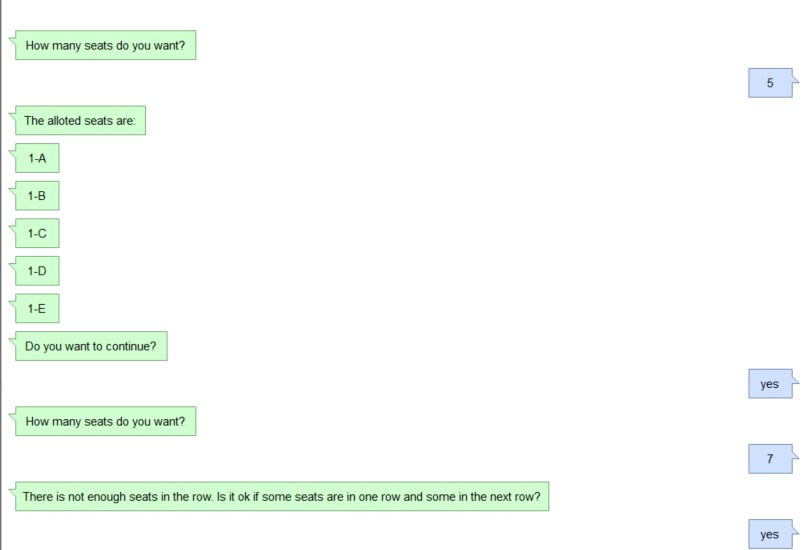 How many seats do you want?
5
The alloted seats are:
1-A
1-B
1-C
1-D
1-E
Do you want to continue?
yes
How many seats do you want?
7
There is not enough seats in the row. Is it ok if some seats are in one row and some in the next row?
yes